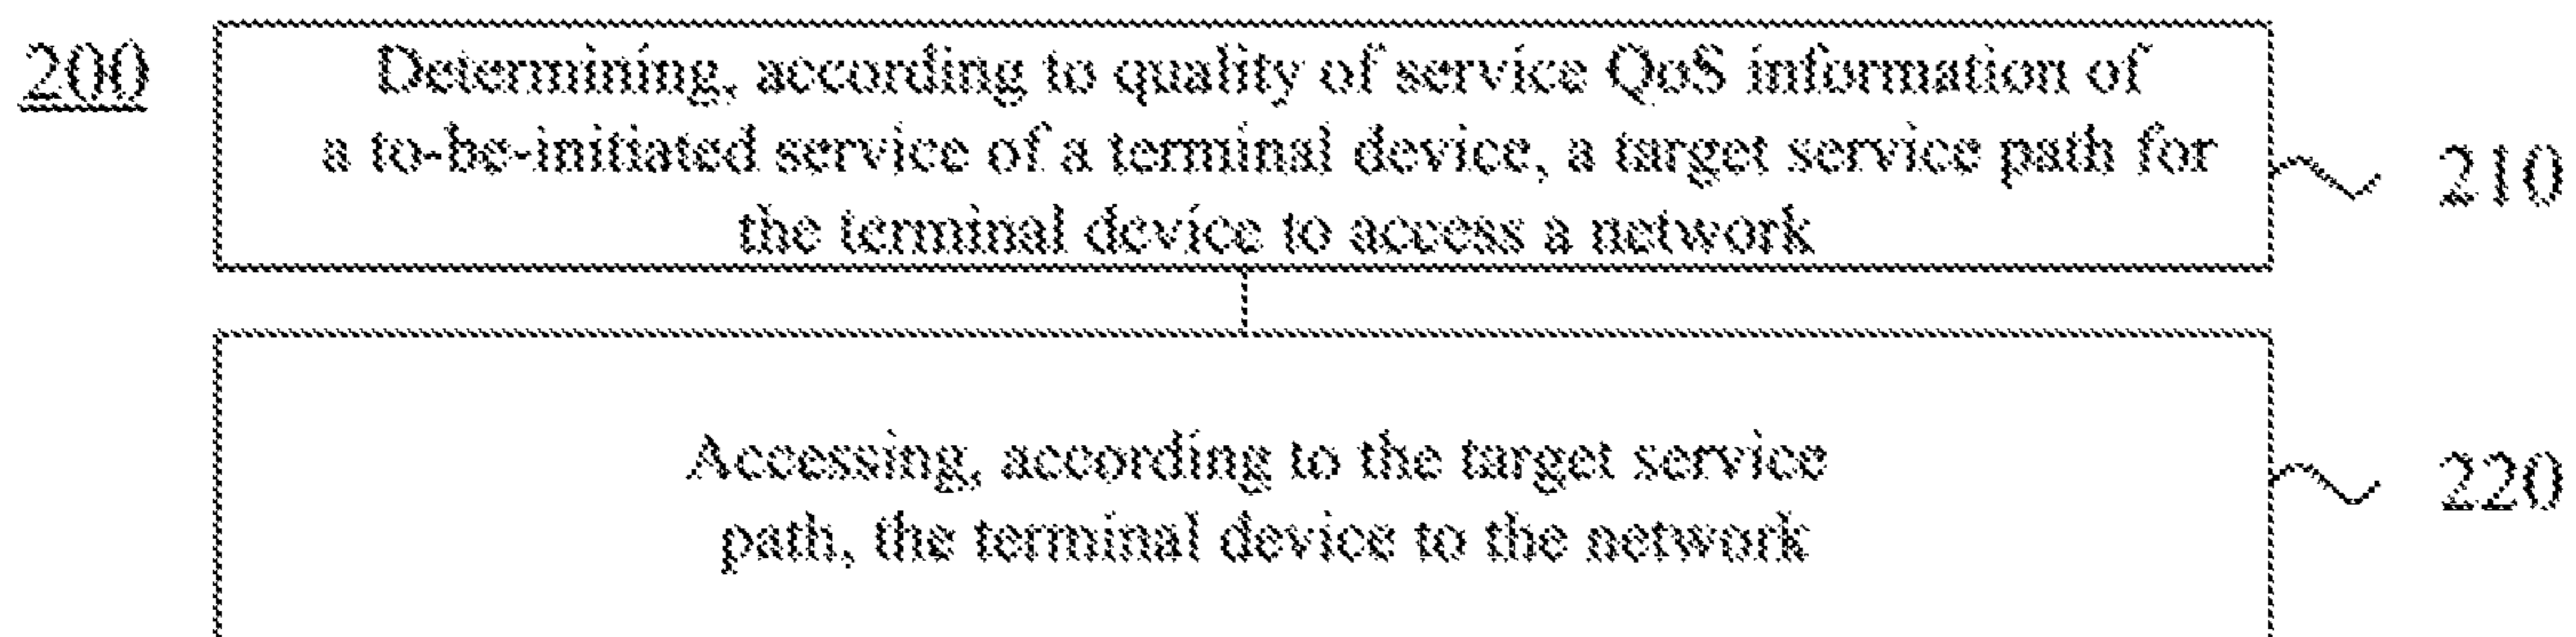 200
Determining, according to quality of service QoS information of
a to-be-initiated service of a terminal device, a target service path for
the terminal device to access a network
210
Accessing, according to the target service
path, the terminal device to the network
220